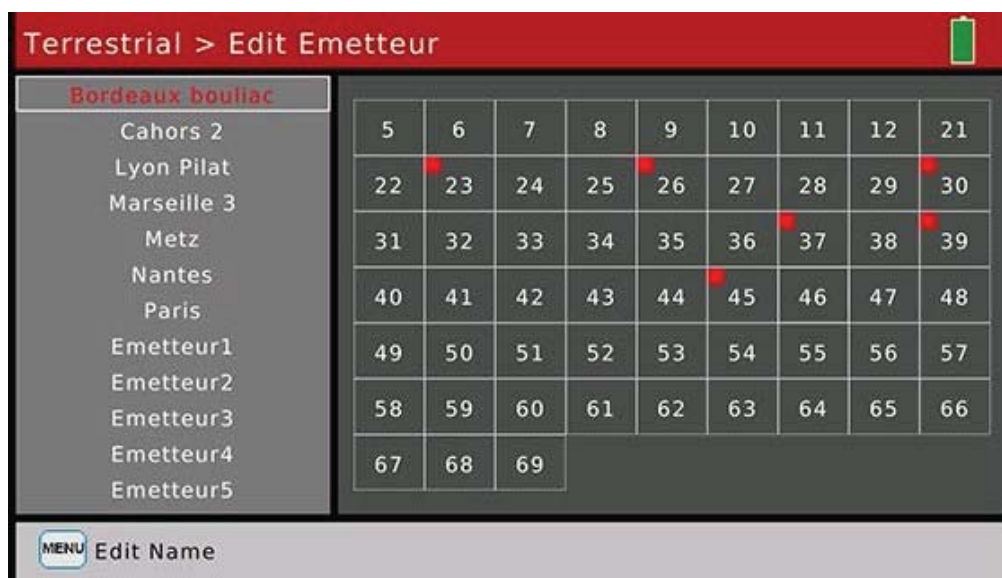 Terrestrial > Edit Emetteur
Bordeaux bouliac
Cahors 2
Lyon Pilat
Marseille 3
Metz
Nantes
Paris
Emetteur1
Emetteur2
Emetteur3
Emetteur4
Emetteur5
5 6 7 8 9 10 11 12 21
22 23 24 25 26 27 28 29 30
31 32 33 34 35 36 37 38 39
40 41 42 43 44 45 46 47 48
49 50 51 52 53 54 55 56 57
58 59 60 61 62 63 64 65 66
67 68 69
MENU Edit Name